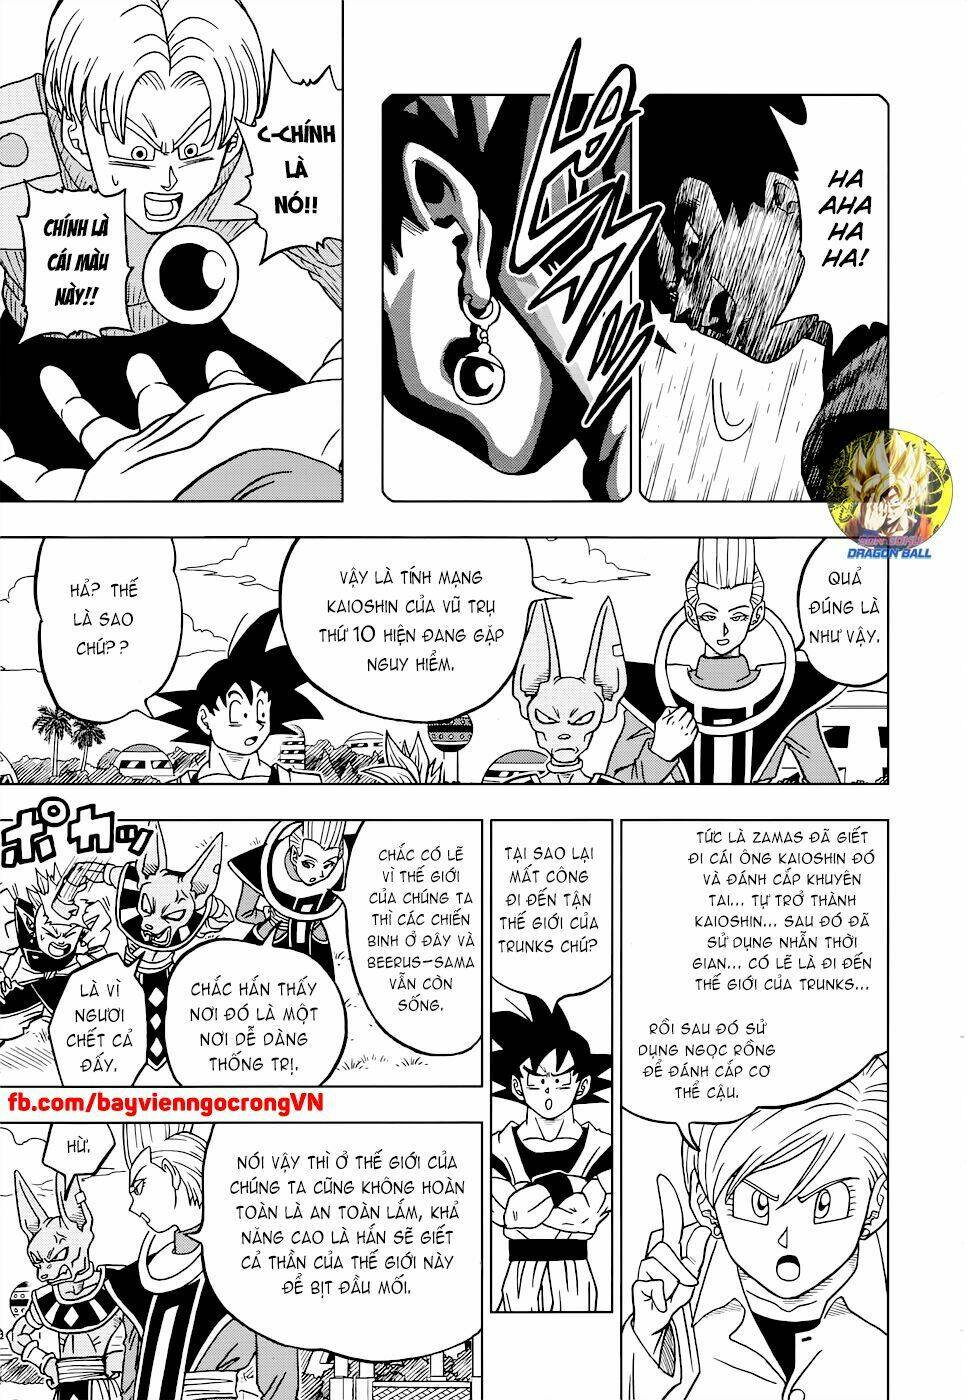 HA
AHA
HA
HA!
C-CHÍNH
LÀ
NÓ!!
CHÍNH LÀ
CÁI MÀU
NÀY!!
SON GOKU
DRAGON BALL
QUẢ
ĐÚNG LÀ
NHƯ VẬY.
VẬY LÀ TÍNH MẠNG
KAIOSHIN CỦA VŨ TRỤ
THỨ 10 HIỆN ĐANG GẶP
NGUY HIỂM.
HẢ? THẾ
LÀ SAO
CHỨ??
TỨC LÀ ZAMAS ĐÃ GIẾT
ĐI CÁI ÔNG KAIOSHIN ĐÓ
VÀ ĐÁNH CẮP KHUYÊN
TAI... TỰ TRỞ THÀNH
KAIOSHIN... SAU ĐÓ ĐÃ
SỬ DỤNG NHẪN THỜI
GIAN... CÓ LẼ LÀ ĐI ĐẾN
THẾ GIỚI CỦA TRUNKS...
RỒI SAU ĐÓ SỬ
DỤNG NGỌC RỒNG
ĐỂ ĐÁNH CẮP CƠ
THỂ CẬU.
TẠI SAO LẠI
MẤT CÔNG
ĐI ĐẾN TẬN
THẾ GIỚI CỦA
TRUNKS CHỨ?
CHẮC CÓ LẼ
VÌ THẾ GIỚI
CỦA CHÚNG TA
THÌ CÁC CHIẾN
BINH Ở ĐÂY VÀ
BEERUS-SAMA
VẪN CÒN
SỐNG.
CHẮC HẲN THẤY
NƠI ĐÓ LÀ MỘT
NƠI DỄ DÀNG
THỐNG TRỊ.
ポカッ
LÀ VÌ
NGƯƠI
CHẾT CẢ
ĐẤY.
fb.com/bayvienngocrongVN
NÓI VẬY THÌ Ở THẾ GIỚI CỦA
CHÚNG TA CŨNG KHÔNG HOÀN
TOÀN LÀ AN TOÀN LẮM, KHẢ
NĂNG CAO LÀ HẮN SẼ GIẾT
CẢ THẦN CỦA THẾ GIỚI NÀY
ĐỂ BỊT ĐẦU MỐI.
HỪ.